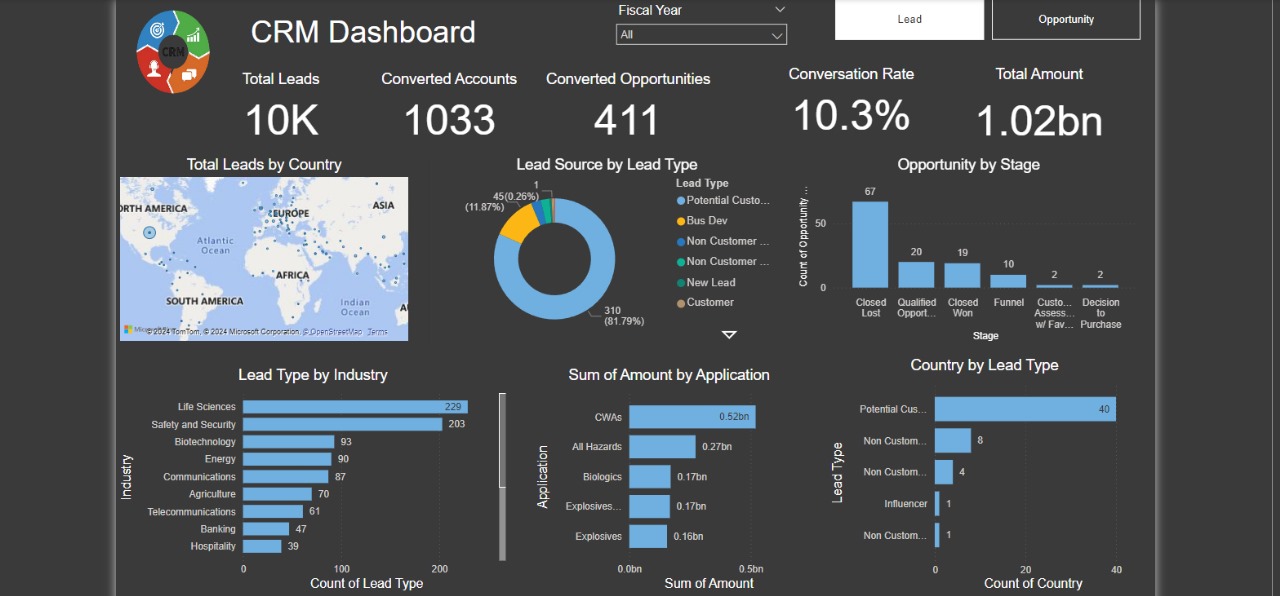 CRM
CRM Dashboard
Fiscal Year
All
Lead
Opportunity
Total Leads
10K
Converted Accounts
1033
Converted Opportunities
411
Conversation Rate
10.3%
Total Amount
1.02bn
Total Leads by Country
NORTH AMERICA
EUROPE
ASIA
Atlantic
Ocean
AFRICA
SOUTH AMERICA
Indian
Ocean
A
© 2024 TomTom, © 2024 Microsoft Corporation, © OpenStreetMap Terms
Lead Source by Lead Type
1
45(0.26%)
(11.87%)
310
(81.79%)
Lead Type
Potential Custo...
Bus Dev
Non Customer ...
Non Customer ...
New Lead
Customer
Opportunity by Stage
Count of Opportunity ...
50
0
67
20
19
10
2
2
Closed
Lost
Qualified
Opport...
Closed
Won
Funnel
Custo...
Assess...
w/ Fav...
Decision
to
Purchase
Stage
Lead Type by Industry
Industry
Life Sciences 229
Safety and Security 203
Biotechnology 93
Energy 90
Communications 87
Agriculture 70
Telecommunications 61
Banking 47
Hospitality 39
0 100 200
Count of Lead Type
Sum of Amount by Application
Application
CWAs 0.52bn
All Hazards 0.27bn
Biologics 0.17bn
Explosives... 0.17bn
Explosives 0.16bn
0.0bn 0.5bn
Sum of Amount
Country by Lead Type
Lead Type
Potential Cus... 40
Non Custom... 8
Non Custom... 4
Influencer 1
Non Custom... 1
0 20 40
Count of Country